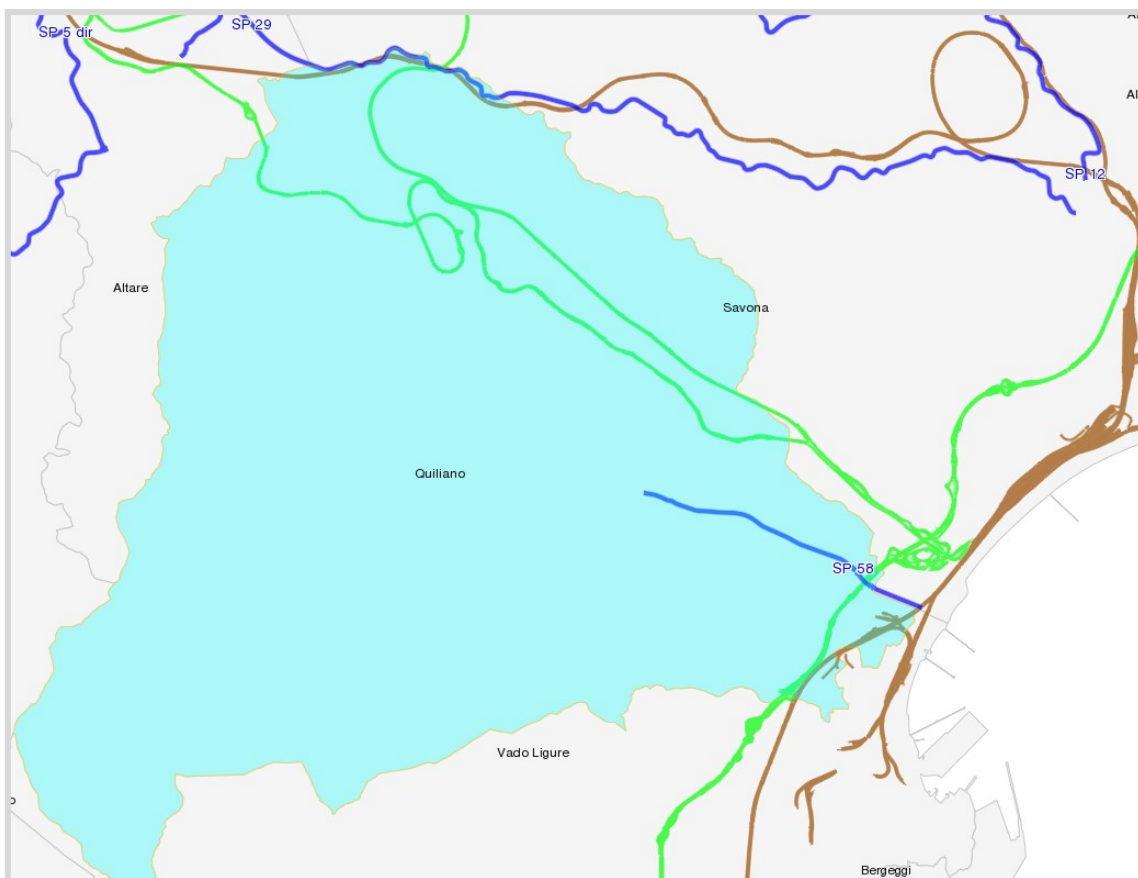 SP 29
SP 5 dir
SP 12
Altare
Savona
Quiliano
SP 58
Vado Ligure
Bergeggi